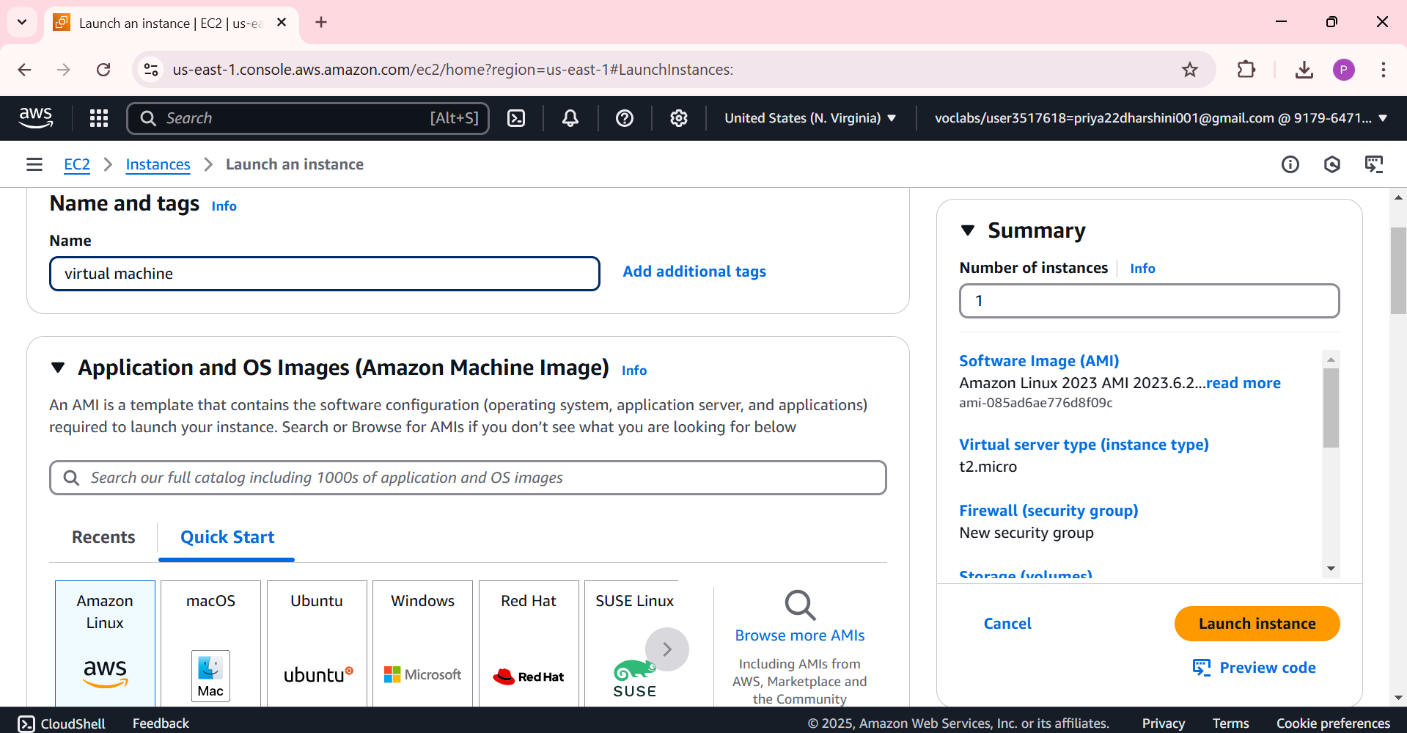 Launch an instance | EC2 | us-ea
us-east-1.console.aws.amazon.com/ec2/home?region=us-east-1#LaunchInstances:
P
aws
Search [Alt+S]
United States (N. Virginia)
voclabs/user3517618=priya22dharshini001@gmail.com @ 9179-6471...
EC2 > Instances > Launch an instance
Name and tags Info
Name
virtual machine
Add additional tags
Application and OS Images (Amazon Machine Image) Info
An AMI is a template that contains the software configuration (operating system, application server, and applications)
required to launch your instance. Search or Browse for AMIs if you don't see what you are looking for below
Search our full catalog including 1000s of application and OS images
Recents
Quick Start
Amazon
Linux
aws
macOS
Mac
Ubuntu
ubuntu
Windows
Microsoft
Red Hat
Red Hat
SUSE Linux
SUSE
Browse more AMIs
Including AMIs from
AWS, Marketplace and
the Community
Summary
Number of instances Info
1
Software Image (AMI)
Amazon Linux 2023 AMI 2023.6.2...read more
ami-085ad6ae776d8f09c
Virtual server type (instance type)
t2.micro
Firewall (security group)
New security group
Storage (volumes)
Cancel
Launch instance
Preview code
CloudShell
Feedback
© 2025, Amazon Web Services, Inc. or its affiliates.
Privacy
Terms
Cookie preferences